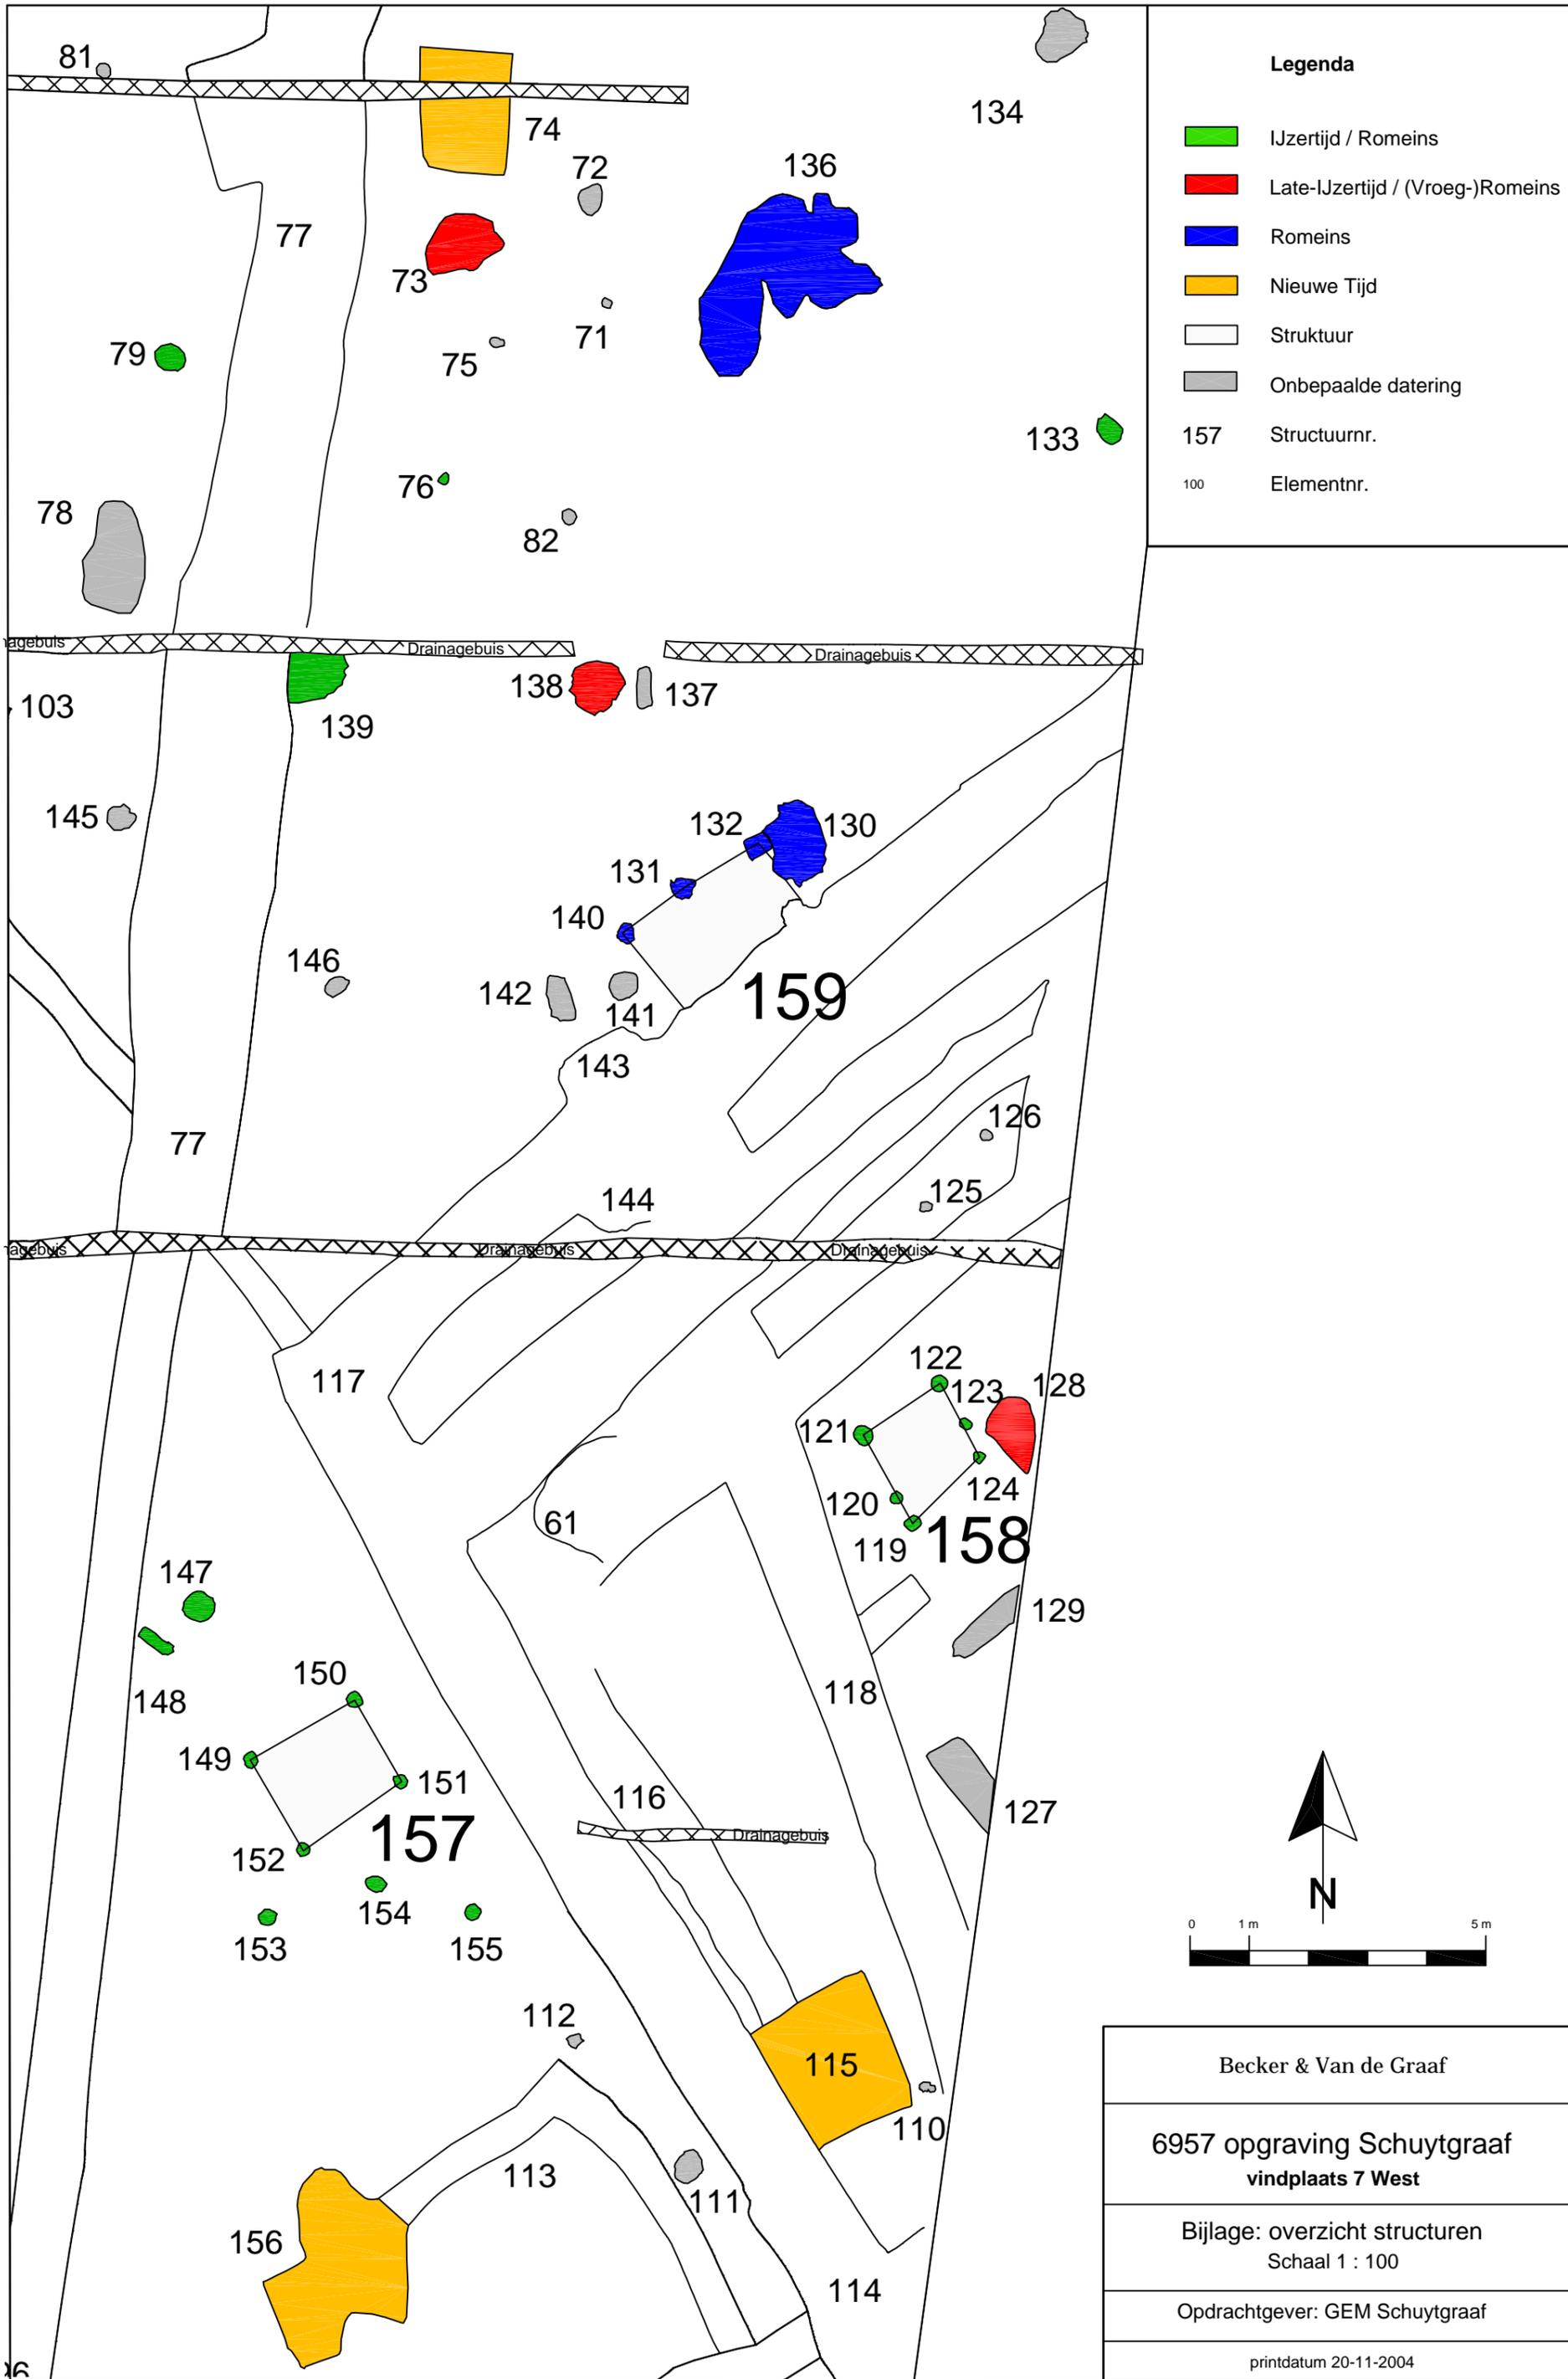 81
74
72
136
134
77
73
71
79
75
133
76
78
82
Drainagebuis
Drainagebuis
138
137
103
139
145
132
130
131
140
146
142
141
159
143
77
126
125
144
Drainagebuis
Drainagebuis
117
122
123
128
121
124
120
119
158
61
147
129
150
148
118
149
151
116
127
157
Drainagebuis
152
154
153
155
112
115
110
113
111
156
114
Legenda
IJzertijd / Romeins
Late-IJzertijd / (Vroeg-)Romeins
Romeins
Nieuwe Tijd
Struktuur
Onbepaalde datering
157 Structuurnr.
100 Elementnr.
N
0 1 m 5 m
Becker & Van de Graaf
6957 opgraving Schuytgraaf
vindplaats 7 West
Bijlage: overzicht structuren
Schaal 1 : 100
Opdrachtgever: GEM Schuytgraaf
printdatum 20-11-2004